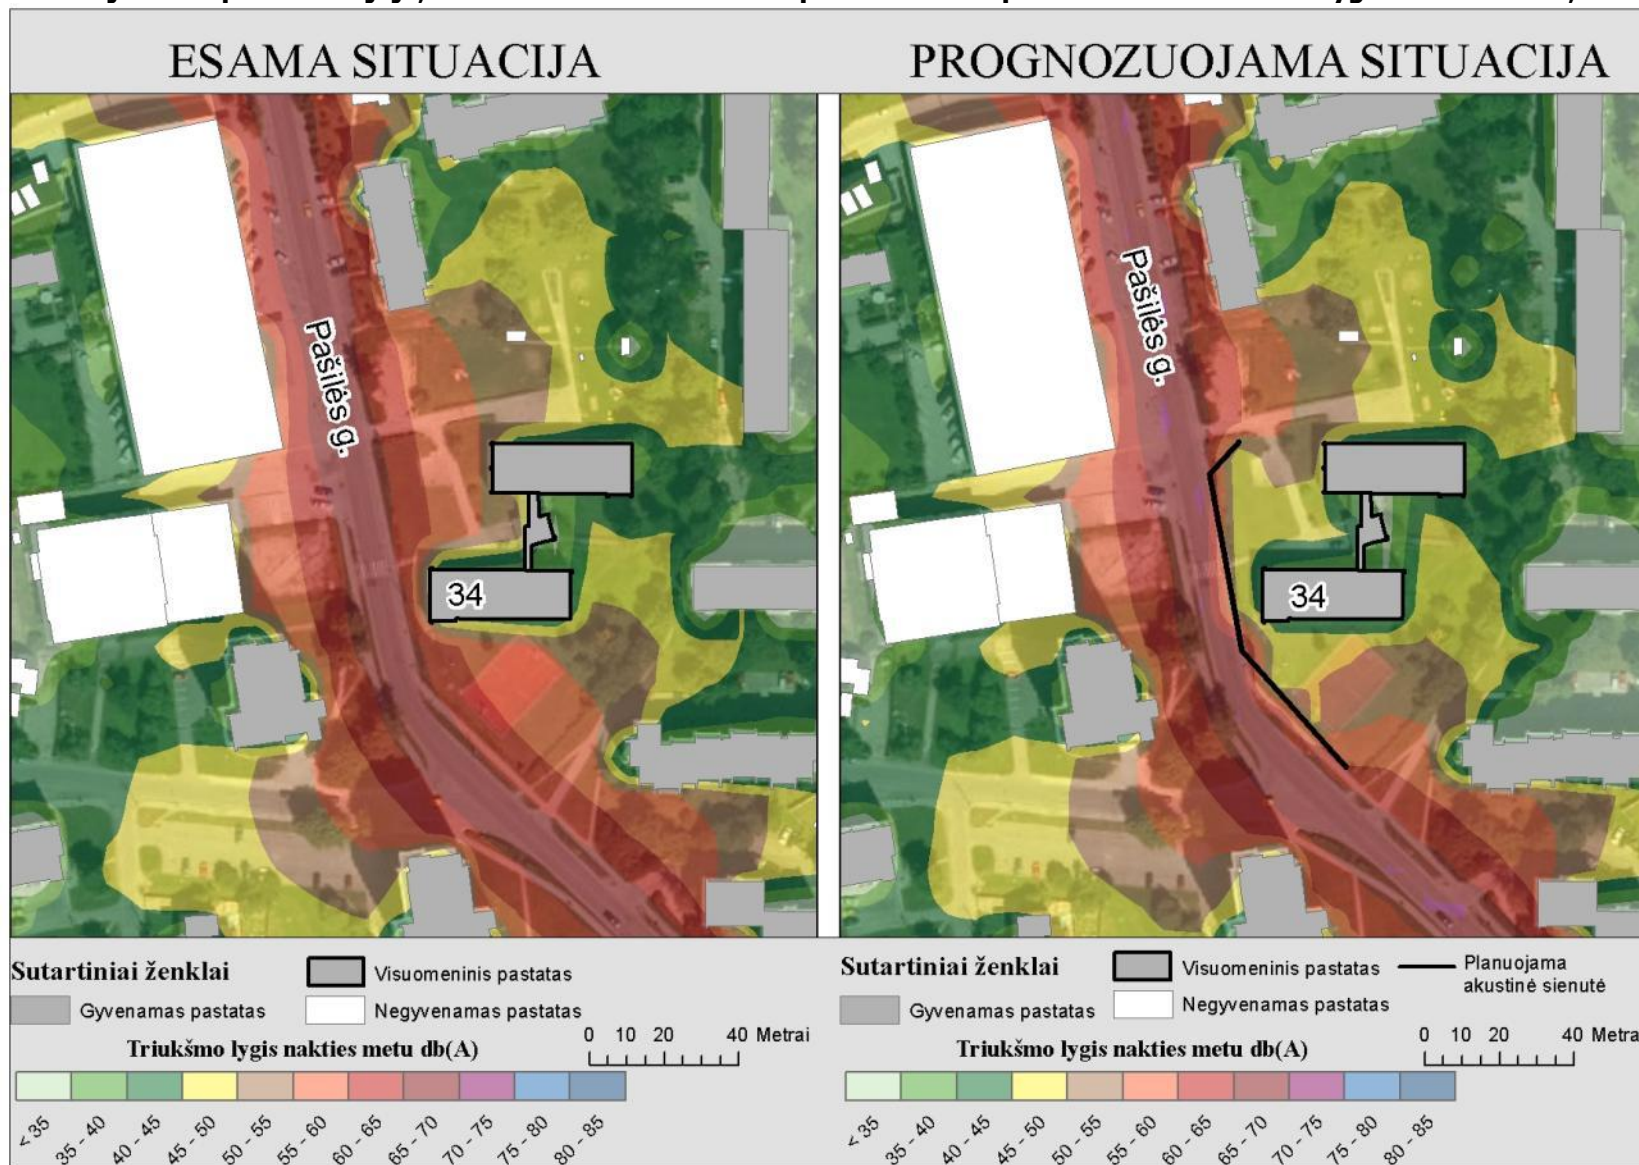 ESAMA SITUACIJA
PROGNOZUOJAMA SITUACIJA
Pašilės g.
34
Pašilės g.
34
Sutartiniai ženklai
Visuomeninis pastatas
Gyvenamas pastatas
Negyvenamas pastatas
0 10 20 40 Metrai
Triukšmo lygis nakties metu db(A)
< 35
35 - 40
40 - 45
45 - 50
50 - 55
55 - 60
60 - 65
65 - 70
70 - 75
75 - 80
80 - 85
Sutartiniai ženklai
Visuomeninis pastatas
Planuojama
akustinė sienutė
Gyvenamas pastatas
Negyvenamas pastatas
0 10 20 40 Metra
Triukšmo lygis nakties metu db(A)
< 35
35 - 40
40 - 45
45 - 50
50 - 55
55 - 60
60 - 65
65 - 70
70 - 75
75 - 80
80 - 85